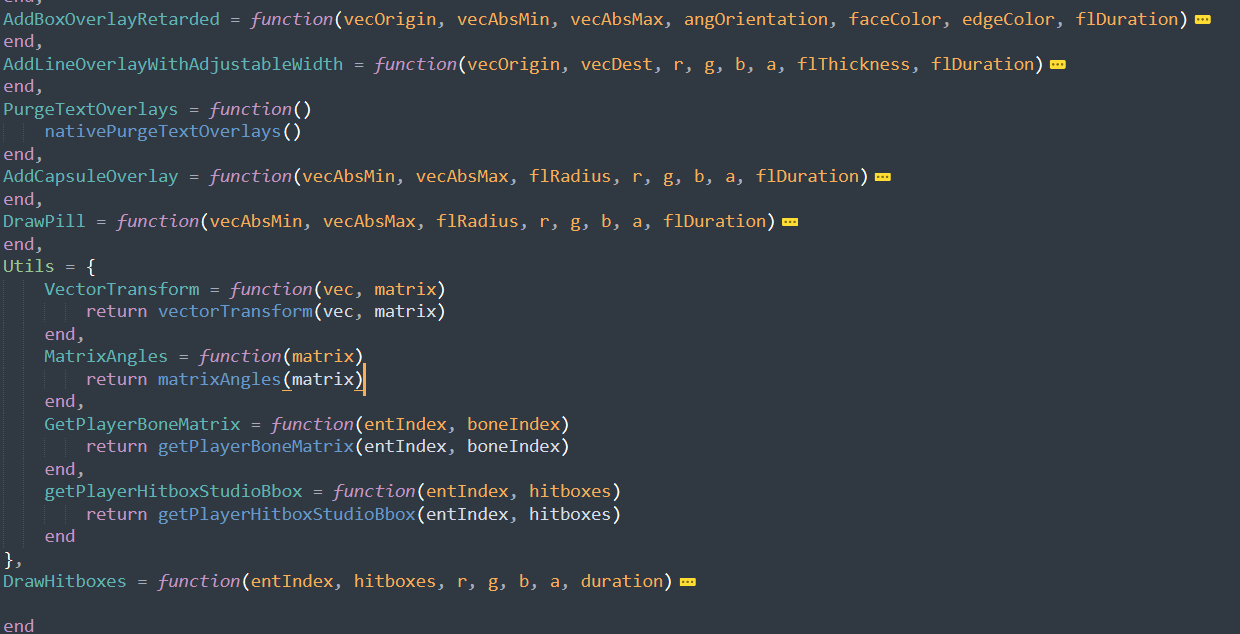 end,
AddBoxOverlayRetarded = function(vecOrigin, vecAbsMin, vecAbsMax, angOrientation, faceColor, edgeColor, flDuration) ...
end,
AddLineOverlayWithAdjustableWidth = function(vecOrigin, vecDest, r, g, b, a, flThickness, flDuration) ...
end,
PurgeTextOverlays = function()
nativePurgeTextOverlays()
end,
AddCapsuleOverlay = function(vecAbsMin, vecAbsMax, flRadius, r, g, b, a, flDuration) ...
end,
DrawPill = function(vecAbsMin, vecAbsMax, flRadius, r, g, b, a, flDuration) ...
end,
Utils = {
VectorTransform = function(vec, matrix)
return vectorTransform(vec, matrix)
end,
MatrixAngles = function(matrix)
return matrixAngles(matrix)
end,
GetPlayerBoneMatrix = function(entIndex, boneIndex)
return getPlayerBoneMatrix(entIndex, boneIndex)
end,
getPlayerHitboxStudioBbox = function(entIndex, hitboxes)
return getPlayerHitboxStudioBbox(entIndex, hitboxes)
end
},
DrawHitboxes = function(entIndex, hitboxes, r, g, b, a, duration) ...
end